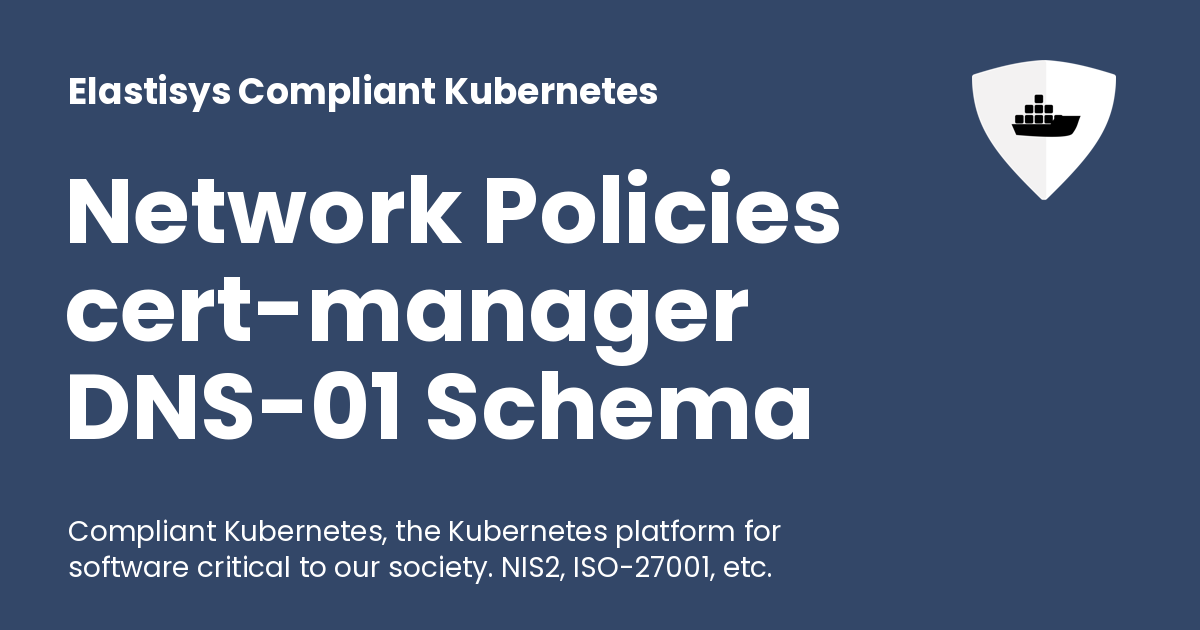 Elastisys Compliant Kubernetes
Network Policies
cert-manager
DNS-01 Schema
Compliant Kubernetes, the Kubernetes platform for
software critical to our society. NIS2, ISO-27001, etc.